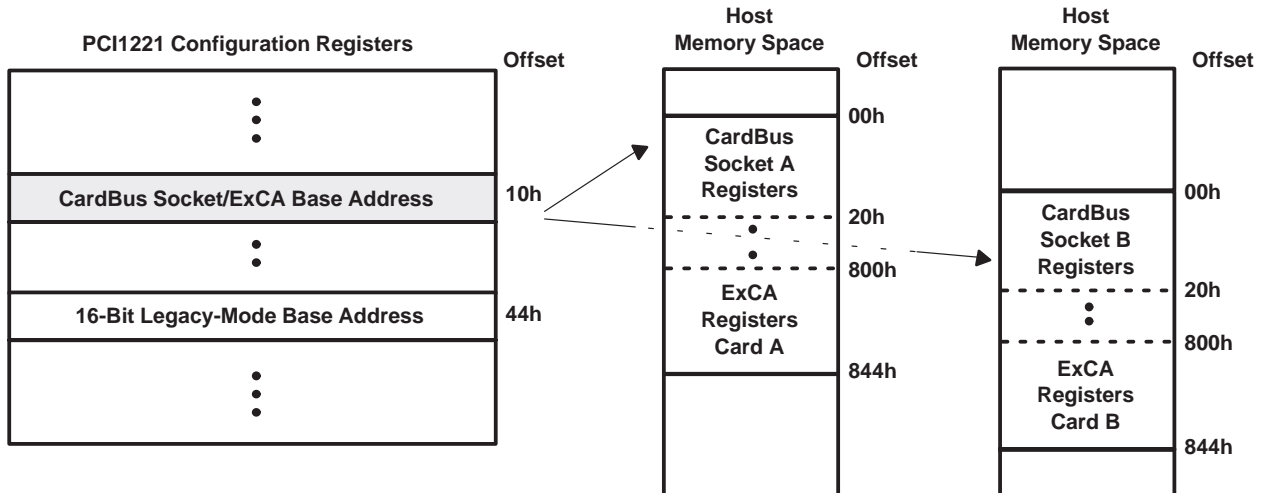 PCI1221 Configuration Registers
Offset
CardBus Socket/ExCA Base Address
10h
16-Bit Legacy-Mode Base Address
44h
Host
Memory Space
Offset
00h
CardBus
Socket A
Registers
20h
800h
ExCA
Registers
Card A
844h
Host
Memory Space
Offset
00h
CardBus
Socket B
Registers
20h
800h
ExCA
Registers
Card B
844h